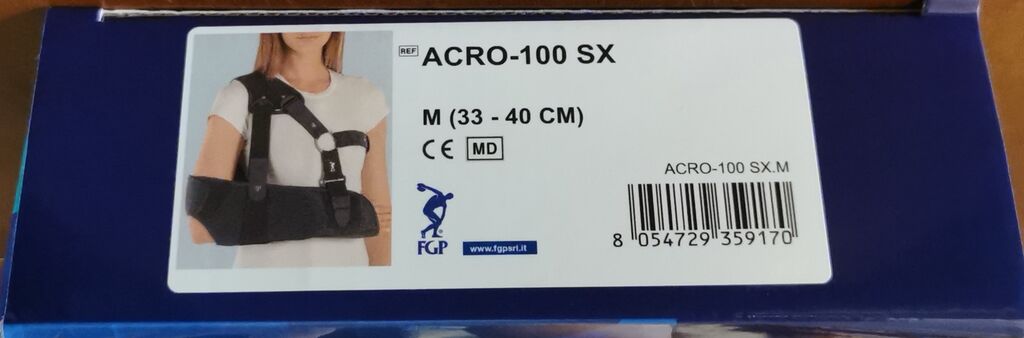 REF ACRO-100 SX
M (33 - 40 CM)
CE MD
ACRO-100 SX.M
FGP
www.fgpsrl.it
8 054729 359170